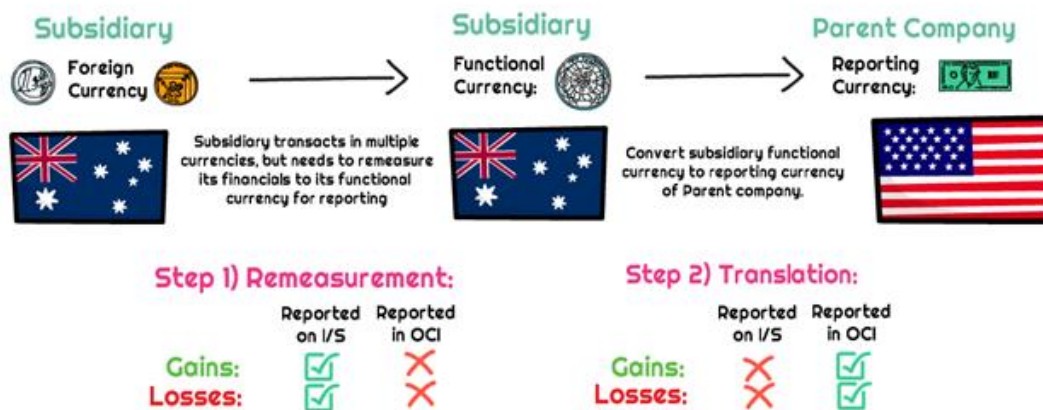 Subsidiary
Subsidiary
Parent Company
Foreign
Currency
Functional
Currency:
Reporting
Currency:
Subsidiary transacts in multiple
currencies, but needs to remeasure
its financials to its functional
currency for reporting
Convert subsidiary functional
currency to reporting currency
of Parent company.
Step 1) Remeasurement:
Reported
on I/S
Reported
in OCI
Gains:
Losses:
Step 2) Translation:
Reported
on I/S
Reported
in OCI
Gains:
Losses: